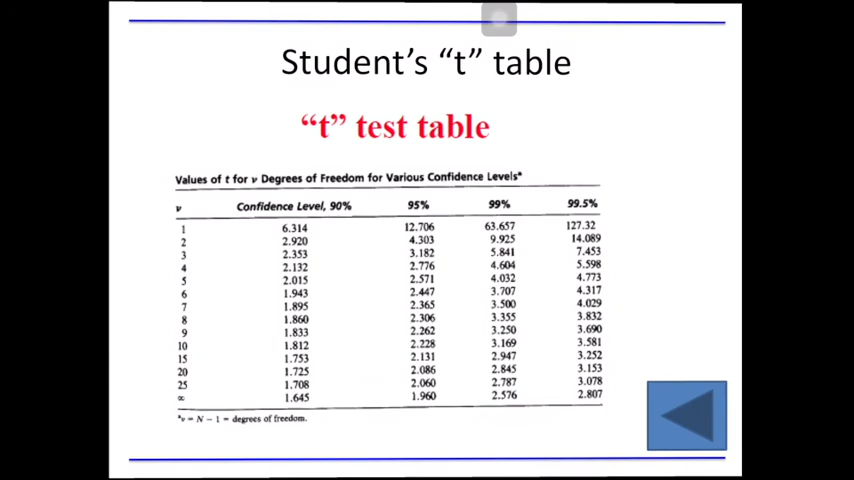 Student’s “t” table
“t” test table
Values of t for ν Degrees of Freedom for Various Confidence Levelsᵃ
ν Confidence Level, 90% 95% 99% 99.5%
1 6.314 12.706 63.657 127.32
2 2.920 4.303 9.925 14.089
3 2.353 3.182 5.841 7.453
4 2.132 2.776 4.604 5.598
5 2.015 2.571 4.032 4.773
6 1.943 2.447 3.707 4.317
7 1.895 2.365 3.500 4.029
8 1.860 2.306 3.355 3.832
9 1.833 2.262 3.250 3.690
10 1.812 2.228 3.169 3.581
15 1.753 2.131 2.947 3.252
20 1.725 2.086 2.845 3.153
25 1.708 2.060 2.787 3.078
∞ 1.645 1.960 2.576 2.807
ᵃν = N − 1 = degrees of freedom.